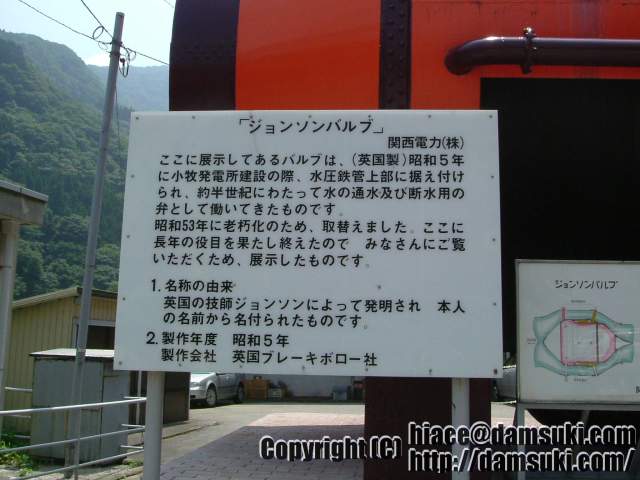 「ジョンソンバルブ」
関西電力(株)
ここに展示してあるバルブは、(英国製)昭和5年
に小牧発電所建設の際、水圧鉄管上部に据え付け
られ、約半世紀にわたって水の通水及び断水用の
弁として働いてきたものです。
昭和53年に老朽化のため、取替えました。ここに
長年の役目を果たし終えたので みなさんにご覧
いただくため、展示したものです。
1. 名称の由来
英国の技師ジョンソンによって発明され 本人
の名前から名付られたものです。
2. 製作年度 昭和5年
製作会社 英国ブレーキボロー社
ジョンソンバルブ
Copyright (C) hiace@damsuki.com
http://damsuki.com/